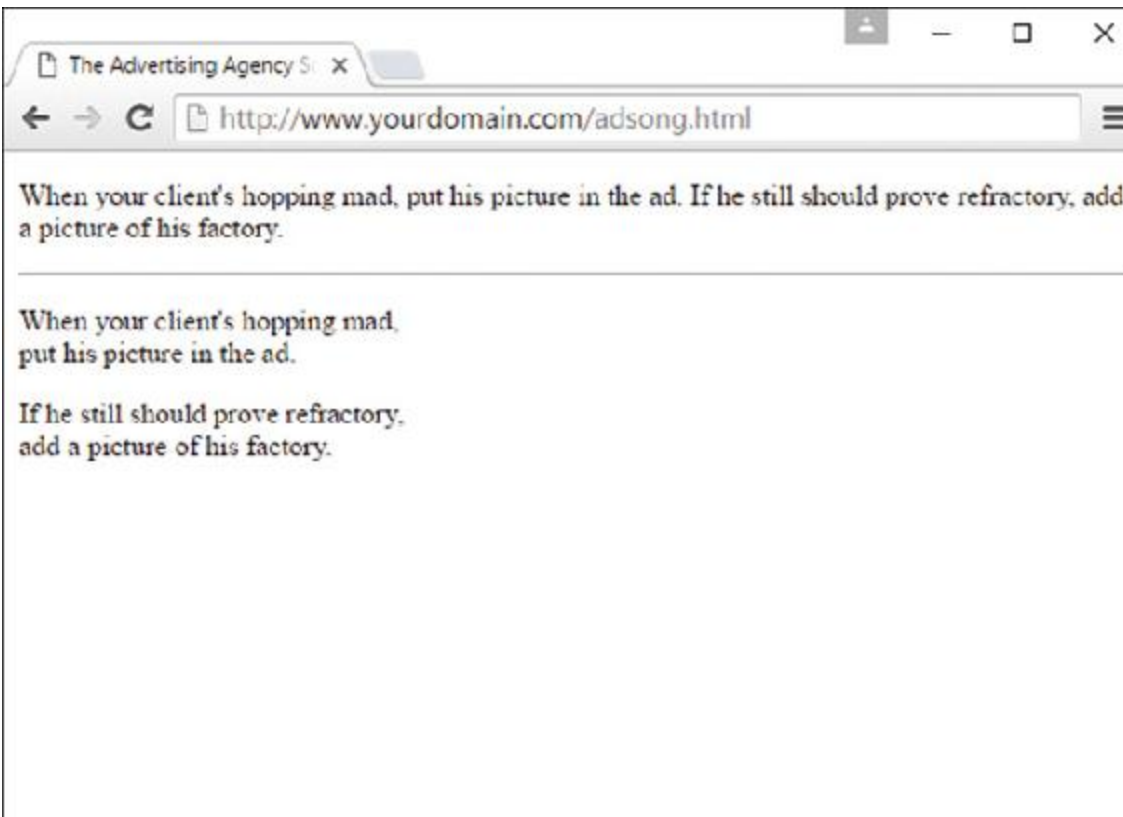 The Advertising Agency S
http://www.yourdomain.com/adsong.html
When your client's hopping mad, put his picture in the ad. If he still should prove refractory, add
a picture of his factory.
When your client's hopping mad,
put his picture in the ad.
If he still should prove refractory,
add a picture of his factory.